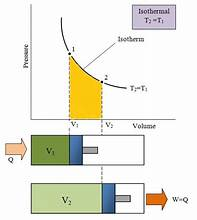 Isothermal
T₂ =T₁
Pressure
1
Isotherm
2
T₂=T₁
V₁
V₂
Volume
Q
V₁
V₂
W=Q